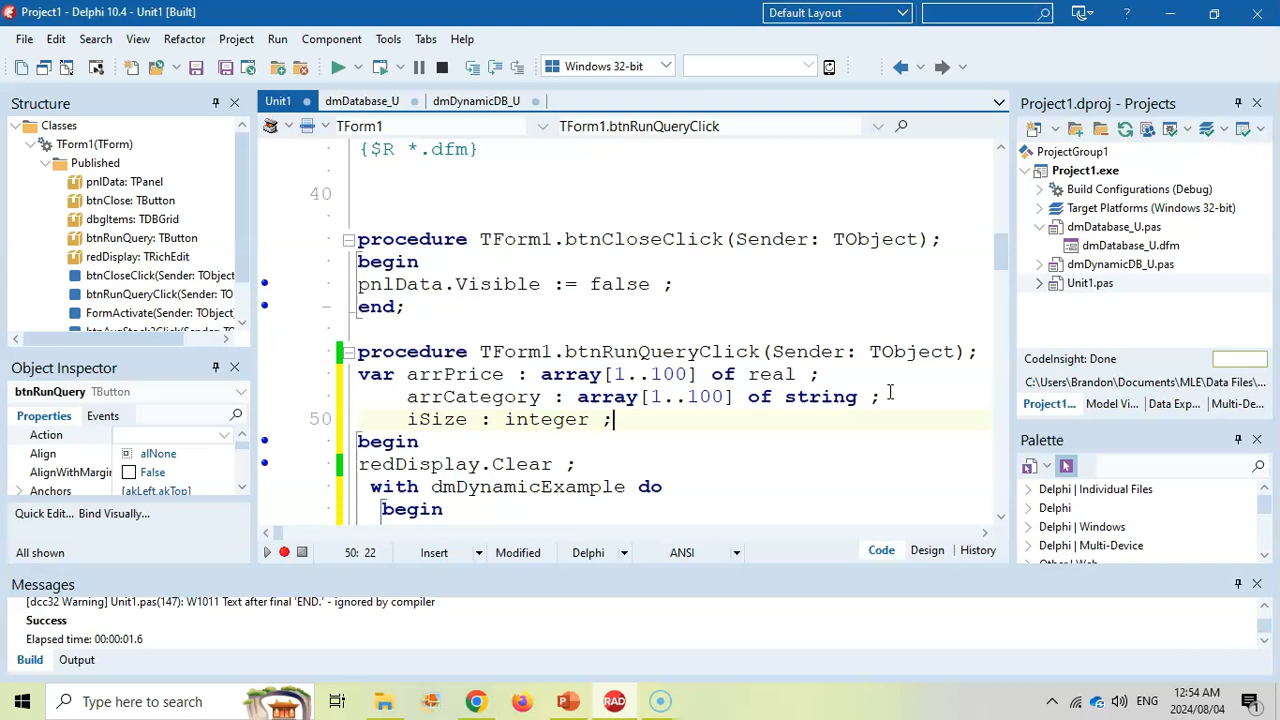 Project1 - Delphi 10.4 - Unit1 [Built]
Default Layout
File Edit Search View Refactor Project Run Component Tools Tabs Help
Windows 32-bit
Structure
Classes
TForm1(TForm)
Published
pnlData: TPanel
btnClose: TButton
dbgItems: TDBGrid
btnRunQuery: TButton
redDisplay: TRichEdit
btnCloseClick(Sender: TObject
btnRunQueryClick(Sender: TO
FormActivate(Sender: TObject
Object Inspector
btnRunQuery TButton
Properties Events
Action
Align alNone
AlignWithMargin False
Anchors [akLeft,akTop]
Quick Edit... Bind Visually...
All shown
Unit1 dmDatabase_U dmDynamicDB_U
TForm1 TForm1.btnRunQueryClick
{$R *.dfm}
40
procedure TForm1.btnCloseClick(Sender: TObject);
begin
pnlData.Visible := false ;
end;
procedure TForm1.btnRunQueryClick(Sender: TObject);
var arrPrice : array[1..100] of real ;
arrCategory : array[1..100] of string ;
50 iSize : integer ;
begin
redDisplay.Clear ;
with dmDynamicExample do
begin
50: 22 Insert Modified Delphi ANSI Code Design History
Project1.dproj - Projects
ProjectGroup1
Project1.exe
Build Configurations (Debug)
Target Platforms (Windows 32-bit)
dmDatabase_U.pas
dmDatabase_U.dfm
dmDynamicDB_U.pas
Unit1.pas
CodeInsight: Done
C:\Users\Brandon\Documents\MLE\Data Files\...
Project1... Model Vi... Data Exp... Multi-De...
Palette
Delphi | Individual Files
Delphi
Delphi | Windows
Delphi | Multi-Device
Messages
[dcc32 Warning] Unit1.pas(147): W1011 Text after final 'END.' - ignored by compiler
Success
Elapsed time: 00:00:01.6
Build Output
Type here to search
RAD
ENG
12:54 AM
2024/08/04